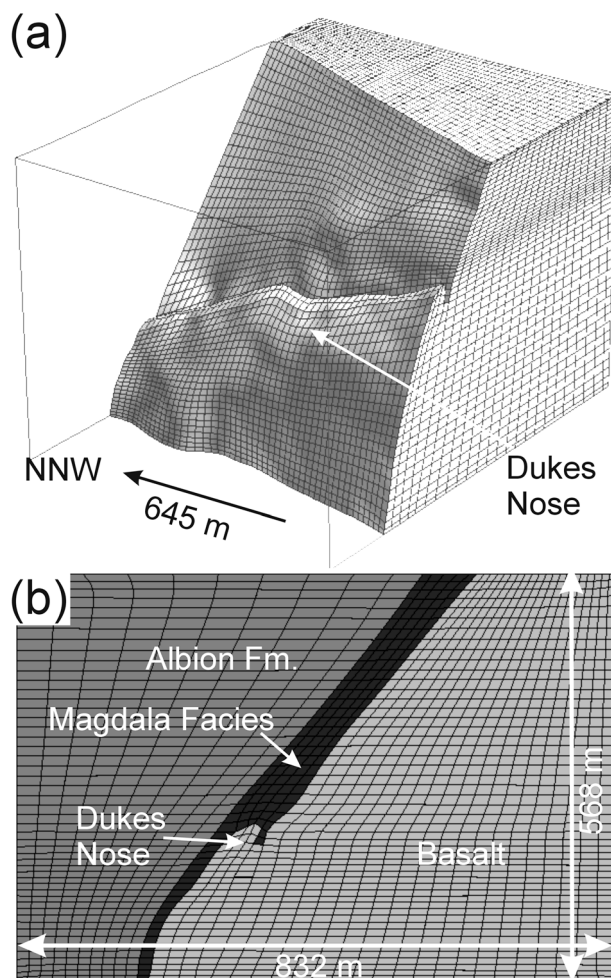 (a)
NNW
645 m
Dukes
Nose
(b)
Albion Fm.
Magdala Facies
Dukes
Nose
Basalt
568 m
832 m